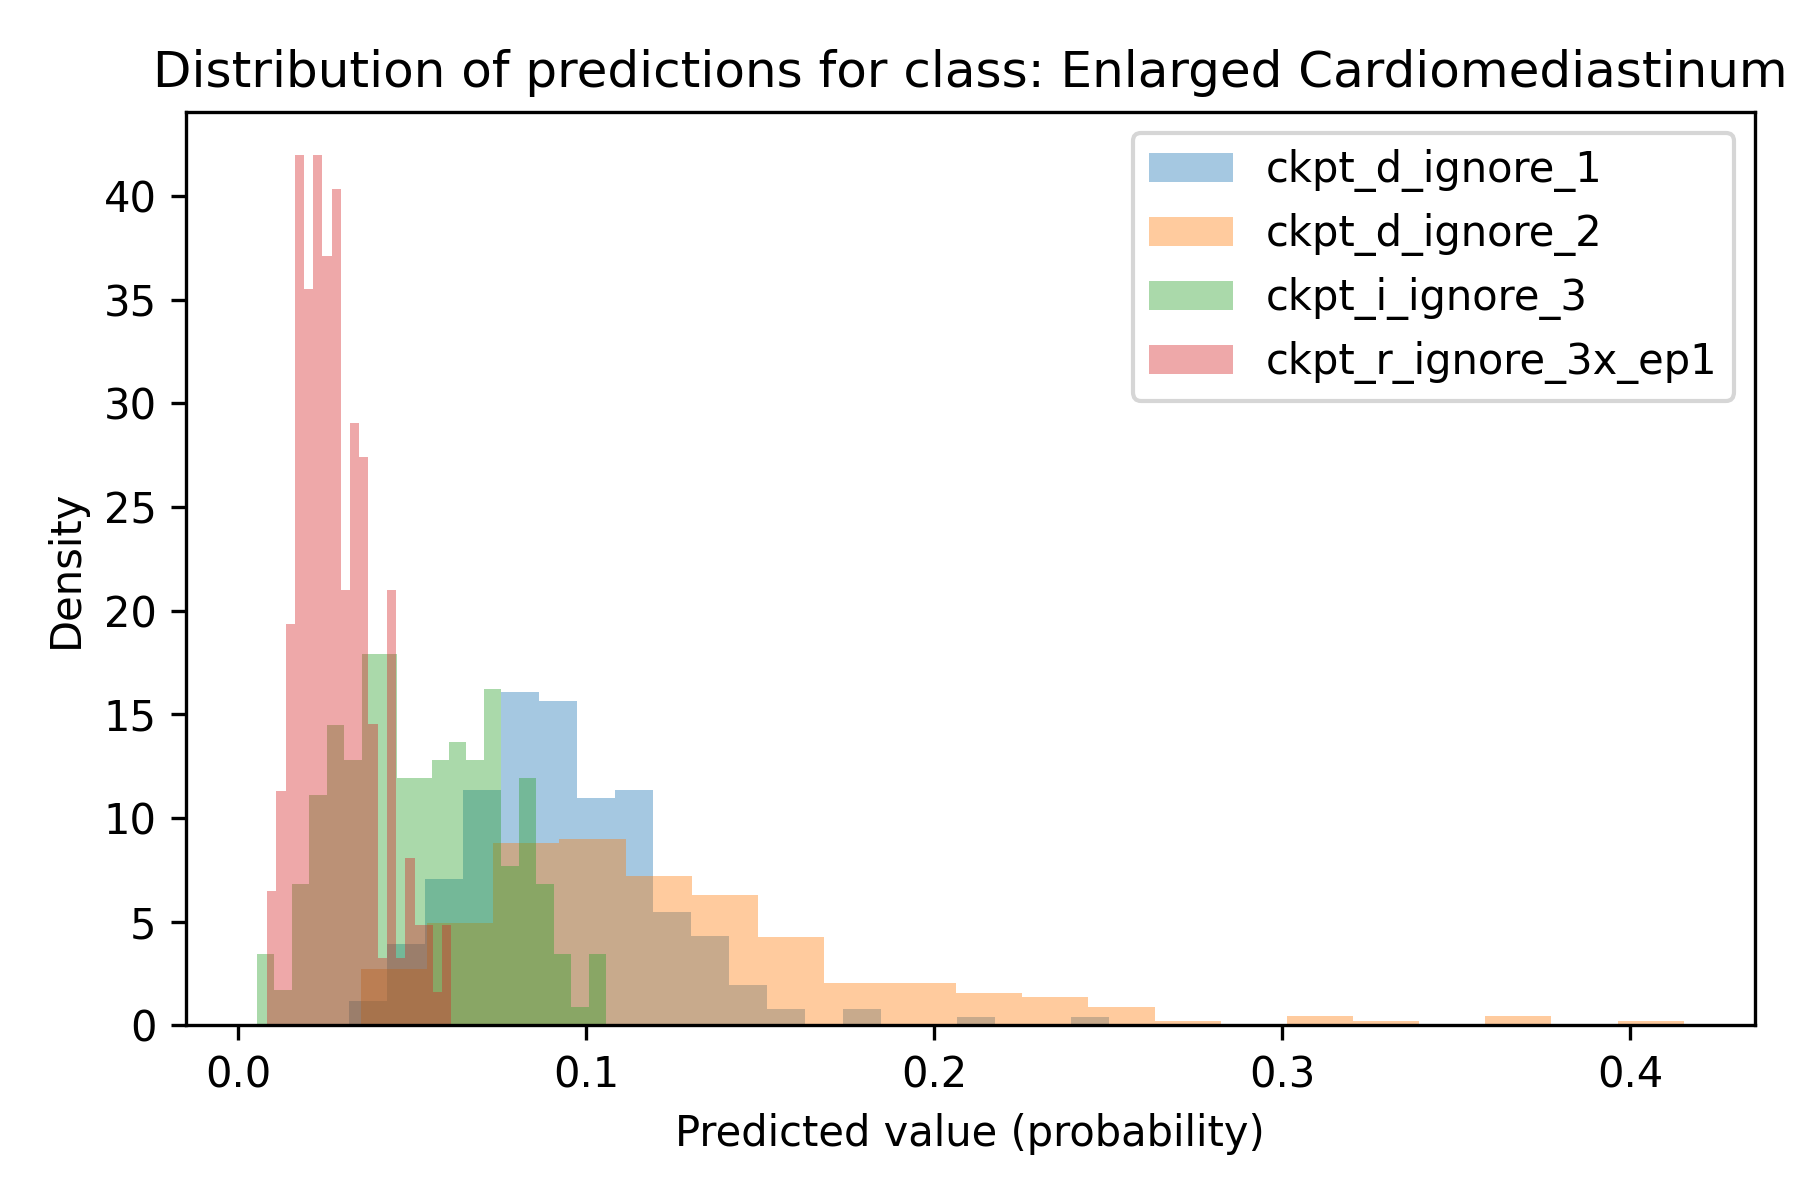 Distribution of predictions for class: Enlarged Cardiomediastinum
ckpt_d_ignore_1
ckpt_d_ignore_2
ckpt_i_ignore_3
ckpt_r_ignore_3x_ep1
Density
40
35
30
25
20
15
10
5
0
0.0 0.1 0.2 0.3 0.4
Predicted value (probability)